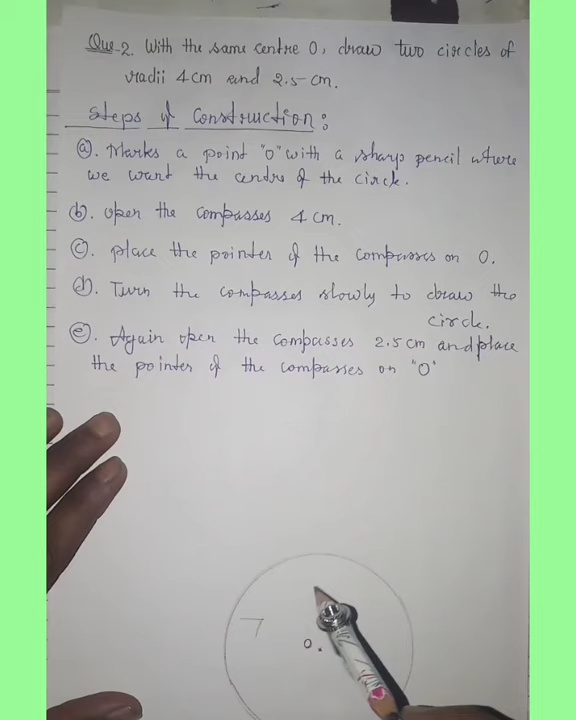 Que-2. With the same centre O, draw two circles of
radii 4cm and 2.5-cm.
Steps of Construction:
(a). Marks a point "O" with a sharp pencil where
we want the centre of the circle.
(b). Open the compasses 4 cm.
(c). place the pointer of the compasses on O.
(d). Turn the compasses slowly to draw the
circle.
(e). Again open the compasses 2.5 cm and place
the pointer of the compasses on "O"
O.